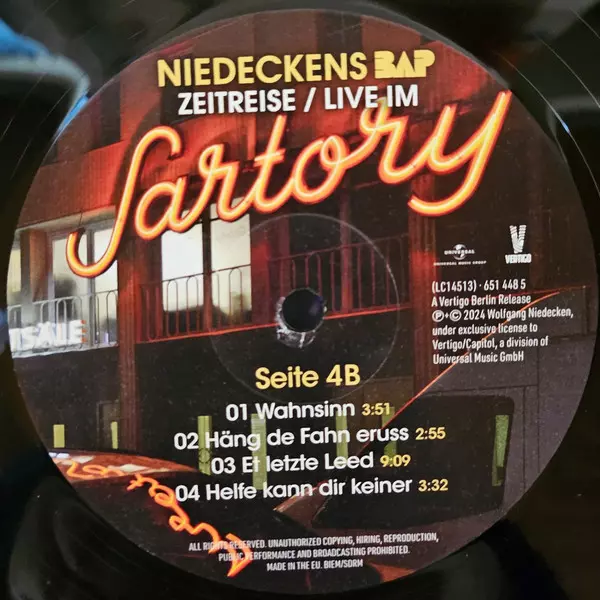 NIEDECKENS BAP
ZEITREISE / LIVE IM
Sartory
UNIVERSAL
UNIVERSAL MUSIC GROUP
VERTIGO
(LC14513) · 651 448 5
A Vertigo Berlin Release
℗+© 2024 Wolfgang Niedecken,
under exclusive license to
Vertigo/Capitol, a division of
Universal Music GmbH
Seite 4B
01 Wahnsinn 3:51
02 Häng de Fahn eruss 2:55
03 Et letzte Leed 9:09
04 Helfe kann dir keiner 3:32
ALL RIGHTS RESERVED. UNAUTHORIZED COPYING, HIRING, REPRODUCTION,
PUBLIC PERFORMANCE AND BROADCASTING PROHIBITED.
MADE IN THE EU. BIEM/SDRM